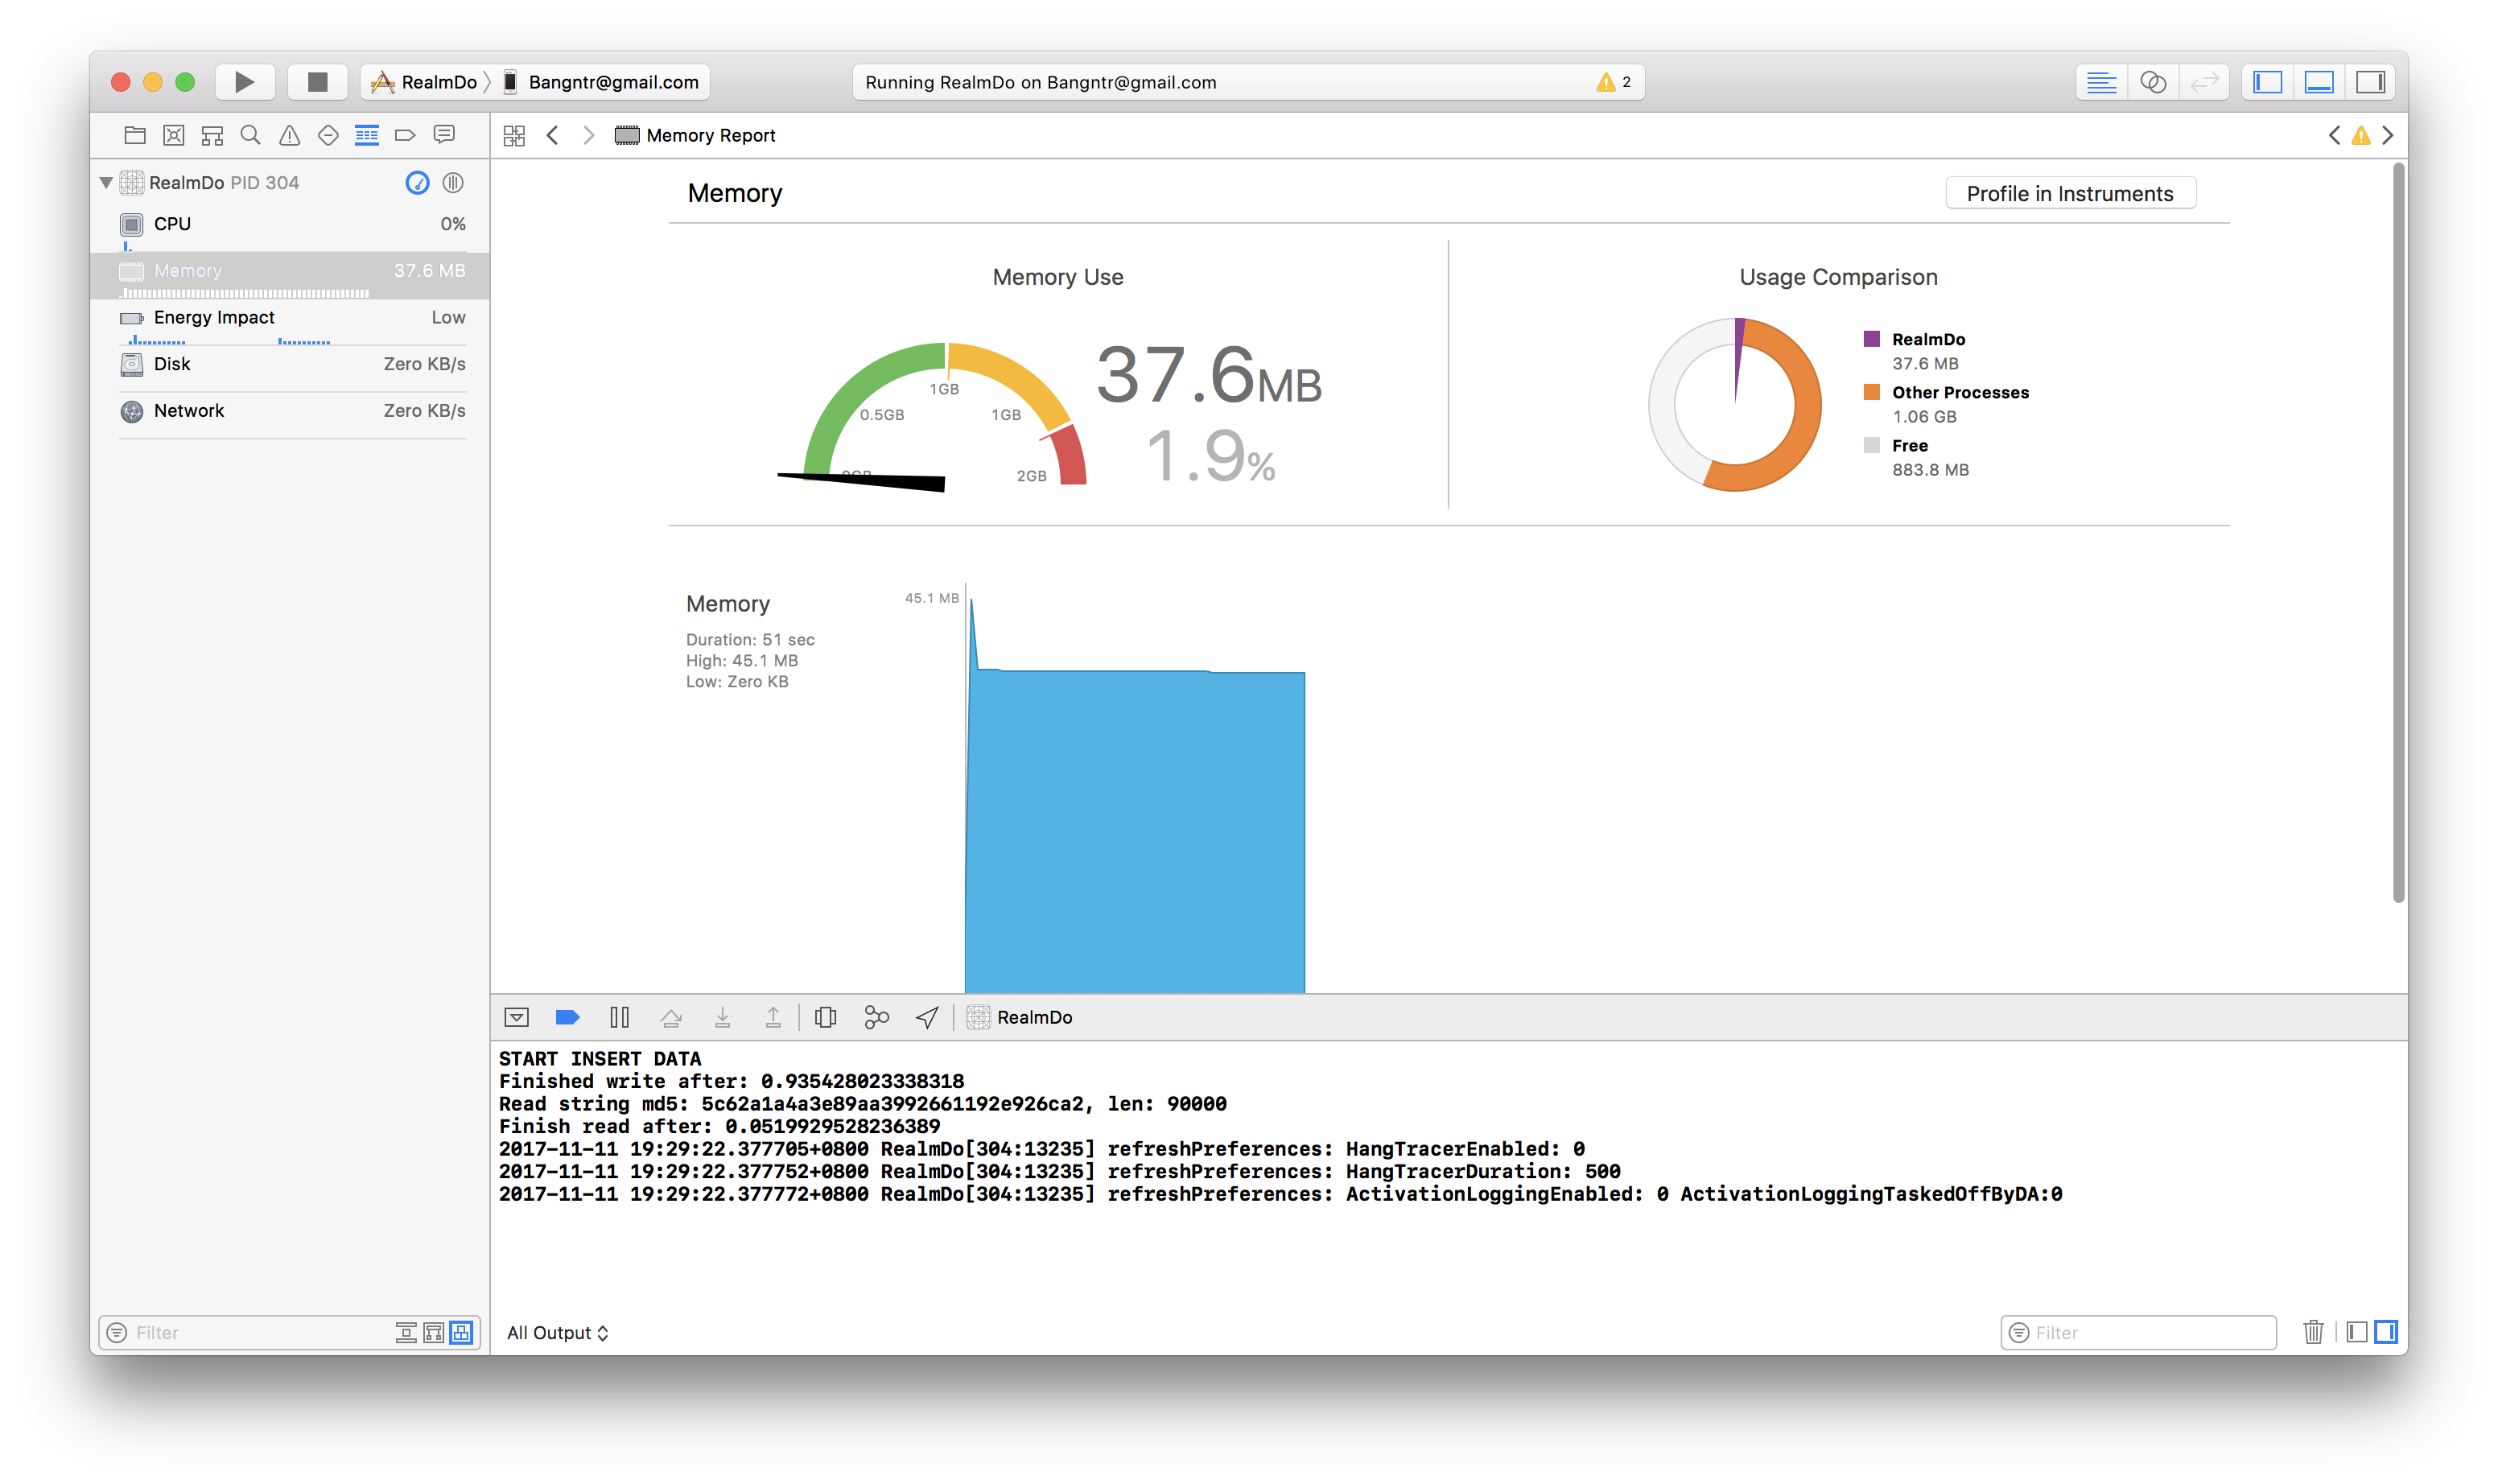 RealmDo Bangntr@gmail.com
Running RealmDo on Bangntr@gmail.com 2
Memory Report
RealmDo PID 304
CPU 0%
Memory 37.6 MB
Energy Impact Low
Disk Zero KB/s
Network Zero KB/s
Filter
Memory
Profile in Instruments
Memory Use
0GB
0.5GB
1GB
1GB
2GB
37.6MB
1.9%
Usage Comparison
RealmDo
37.6 MB
Other Processes
1.06 GB
Free
883.8 MB
Memory
Duration: 51 sec
High: 45.1 MB
Low: Zero KB
45.1 MB
RealmDo
START INSERT DATA
Finished write after: 0.935428023338318
Read string md5: 5c62a1a4a3e89aa3992661192e926ca2, len: 90000
Finish read after: 0.0519929528236389
2017-11-11 19:29:22.377705+0800 RealmDo[304:13235] refreshPreferences: HangTracerEnabled: 0
2017-11-11 19:29:22.377752+0800 RealmDo[304:13235] refreshPreferences: HangTracerDuration: 500
2017-11-11 19:29:22.377772+0800 RealmDo[304:13235] refreshPreferences: ActivationLoggingEnabled: 0 ActivationLoggingTaskedOffByDA:0
All Output
Filter